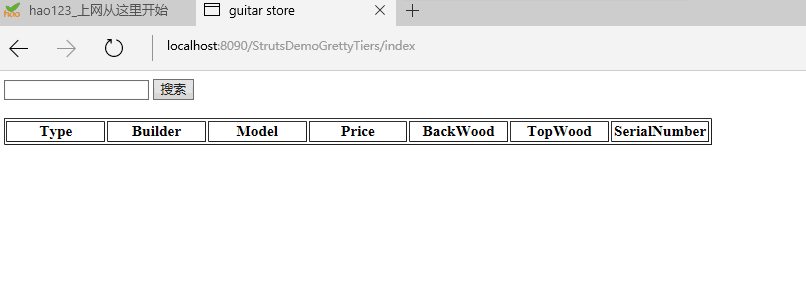 hao123_上网从这里开始
guitar store
localhost:8090/StrutsDemoGrettyTiers/index
搜索
Type Builder Model Price BackWood TopWood SerialNumber